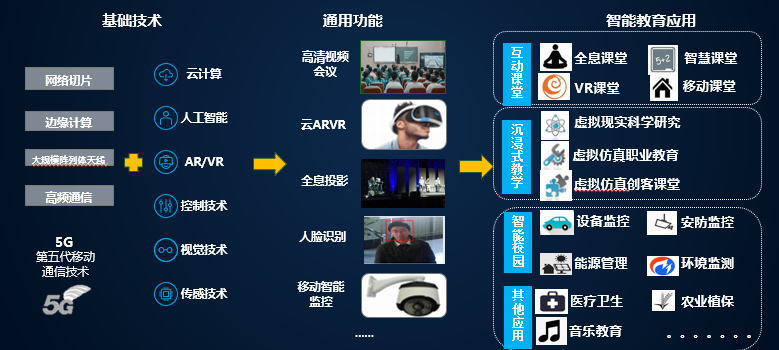 基础技术
通用功能
智能教育应用
网络切片
边缘计算
大规模阵列体天线
高频通信
5G
第五代移动
通信技术
5G
云计算
人工智能
AR/VR
控制技术
视觉技术
传感技术
高清视频
会议
云ARVR
全息投影
人脸识别
移动智能
监控
......
互动课堂
全息课堂
5+2
智慧课堂
VR课堂
移动课堂
沉浸式教学
虚拟现实科学研究
虚拟仿真职业教育
虚拟仿真创客课堂
智能校园
设备监控
安防监控
能源管理
环境监测
其他应用
医疗卫生
农业植保
音乐教育
。。。。。。。